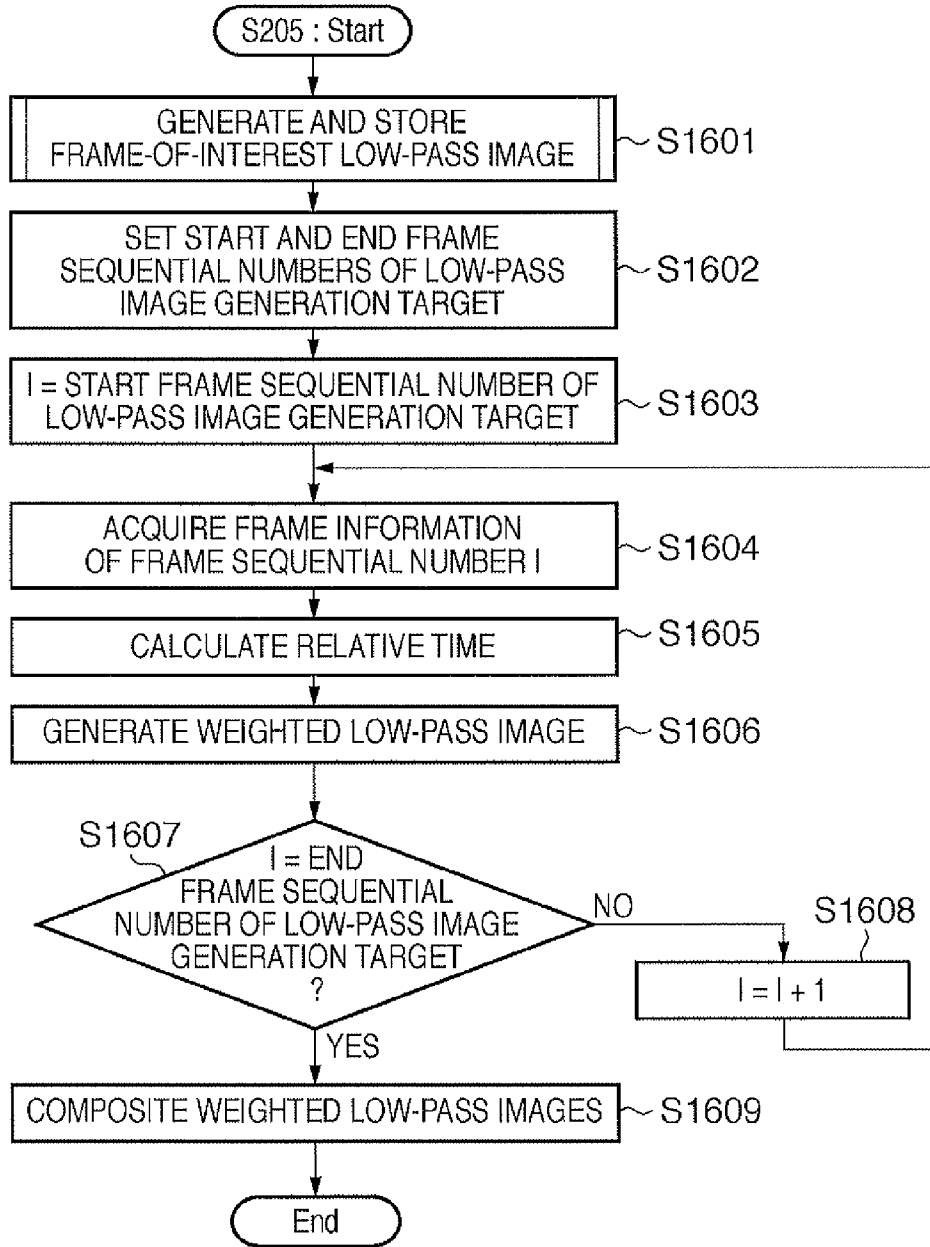 S205 : Start
GENERATE AND STORE
FRAME-OF-INTEREST LOW-PASS IMAGE
S1601
SET START AND END FRAME
SEQUENTIAL NUMBERS OF LOW-PASS
IMAGE GENERATION TARGET
S1602
I = START FRAME SEQUENTIAL NUMBER OF
LOW-PASS IMAGE GENERATION TARGET
S1603
ACQUIRE FRAME INFORMATION
OF FRAME SEQUENTIAL NUMBER I
S1604
CALCULATE RELATIVE TIME
S1605
GENERATE WEIGHTED LOW-PASS IMAGE
S1606
S1607
I = END
FRAME SEQUENTIAL
NUMBER OF LOW-PASS IMAGE
GENERATION TARGET
?
NO
S1608
I = I + 1
YES
COMPOSITE WEIGHTED LOW-PASS IMAGES
S1609
End